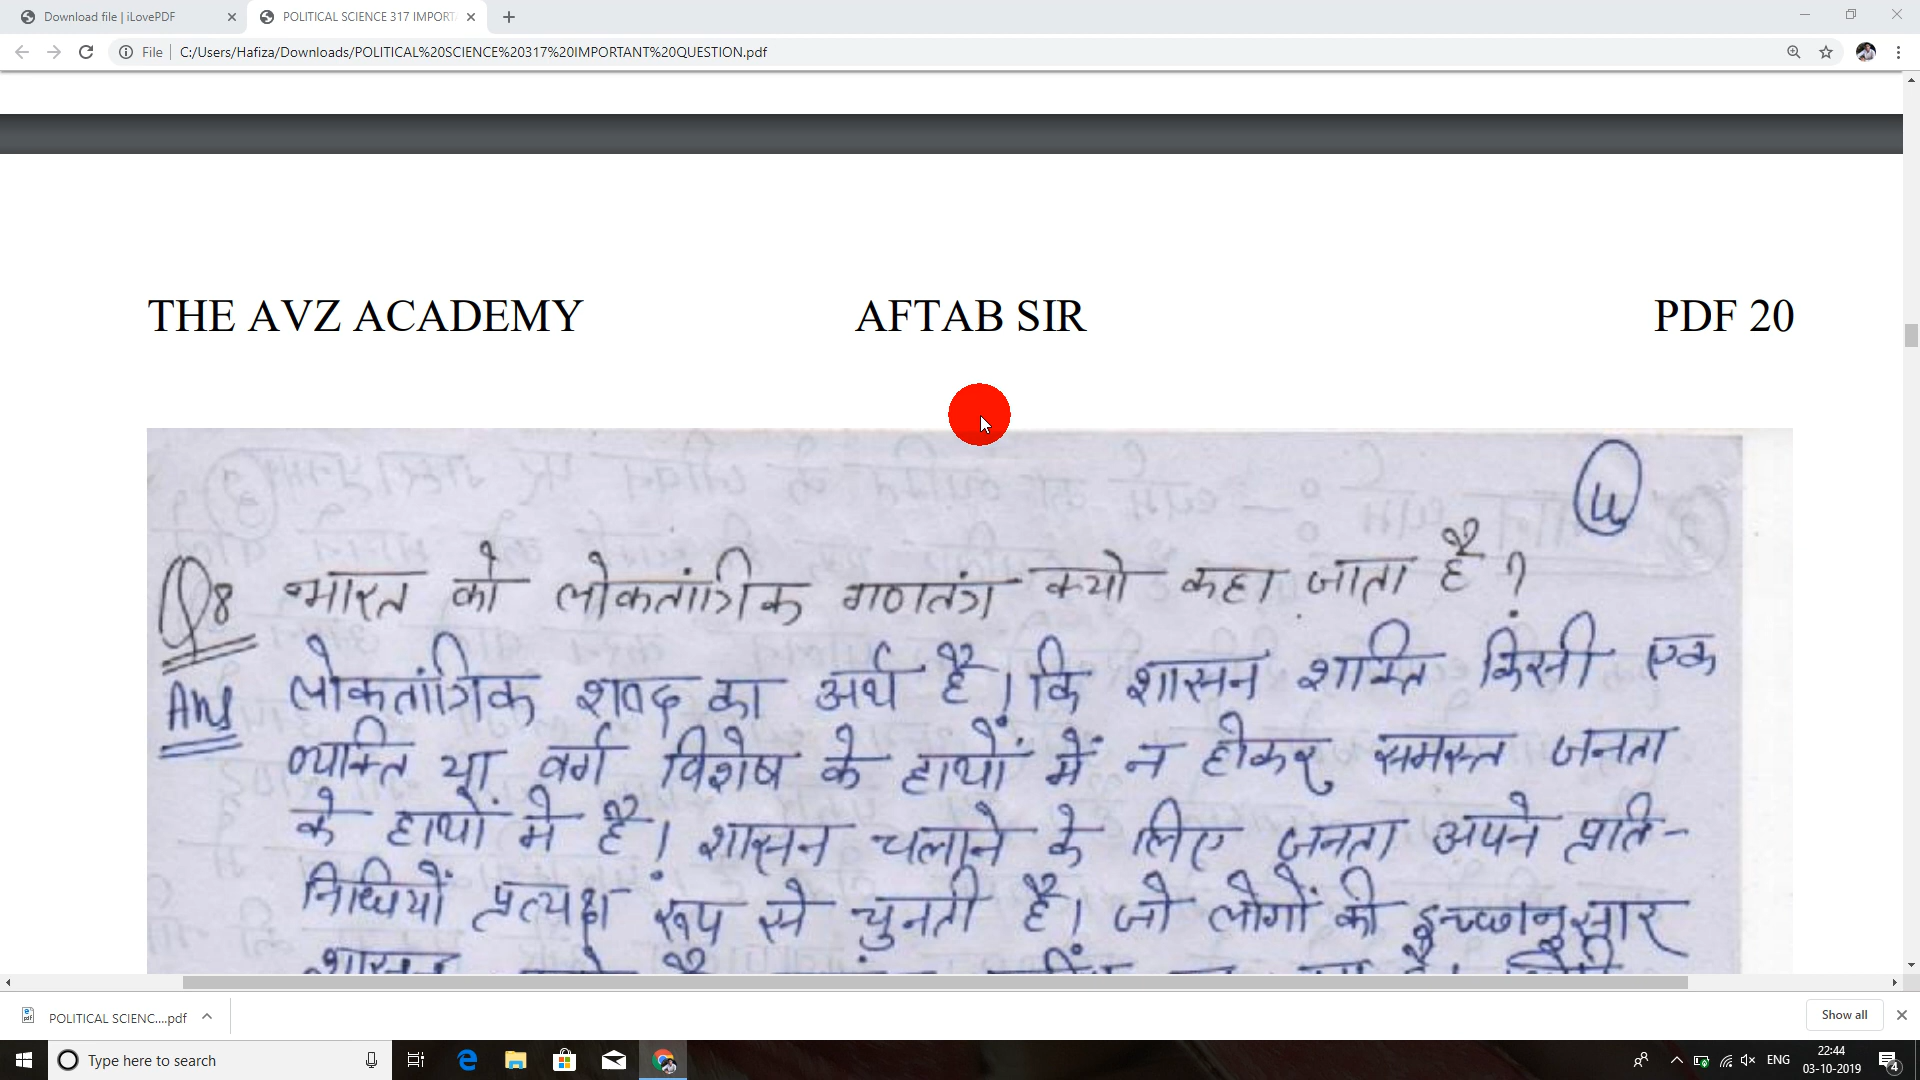 Download file | iLovePDF
POLITICAL SCIENCE 317 IMPORT
File
C:/Users/Hafiza/Downloads/POLITICAL%20SCIENCE%20317%20IMPORTANT%20QUESTION.pdf
THE AVZ ACADEMY AFTAB SIR PDF 20
Q8 भारत को लोकतांत्रिक गणतंत्र क्यो कहा जाता है ?
Ans लोकतांत्रिक शब्द का अर्थ है। कि शासन शक्ति किसी एक
व्यक्ति या वर्ग विशेष के हाथों में न होकर समस्त जनता
के हाथों मे है। शासन चलाने के लिए जनता अपने प्रति-
निधियों प्रत्यक्ष रूप से चुनती है। जो लोगों की इच्छानुसार
शासन
POLITICAL SCIENC....pdf
Show all
Type here to search
ENG
22:44
03-10-2019
4